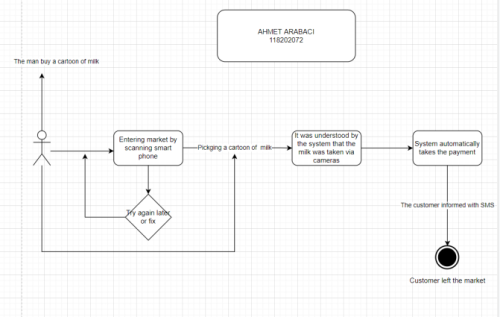 AHMET ARABACI
118202072
The man buy a cartoon of milk
Entering market by
scanning smart
phone
Pickging a cartoon of milk
It was understood by
the system that the
milk was taken via
cameras
System automatically
takes the payment
Try again later
or fix
The customer informed with SMS
Customer left the market